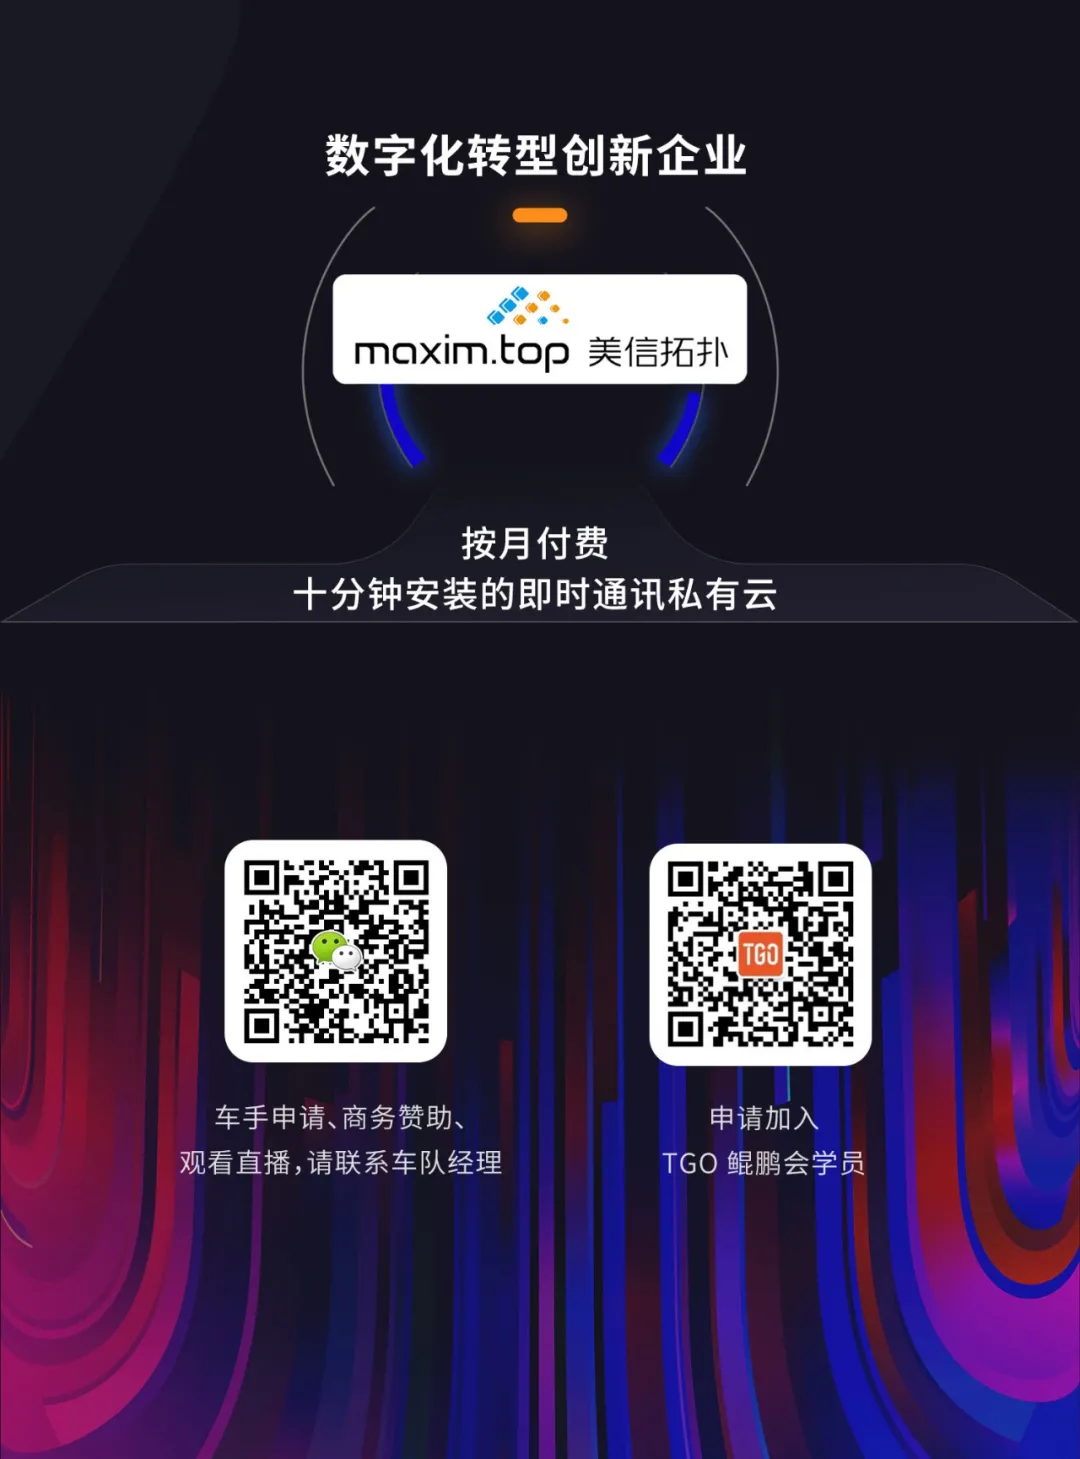 数字化转型创新企业
maxim.top 美信拓扑
按月付费
十分钟安装的即时通讯私有云
TGO
车手申请、商务赞助、
观看直播，请联系车队经理
申请加入
TGO 鲲鹏会学员